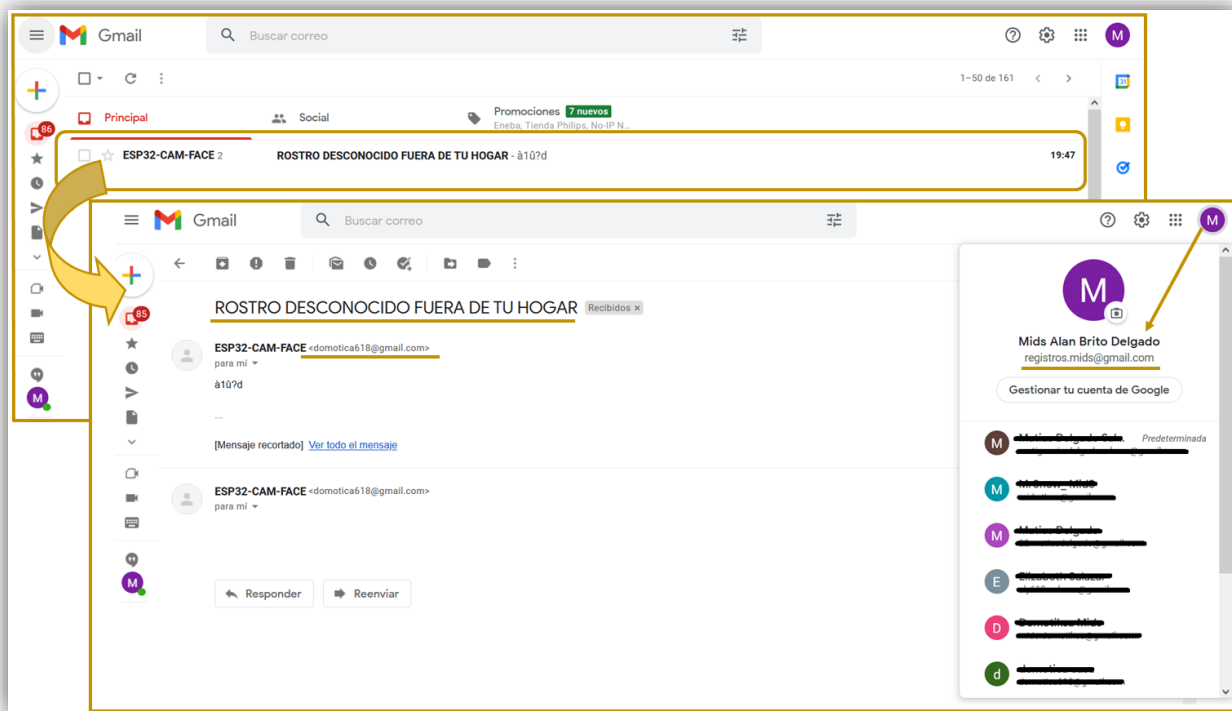 Gmail
Buscar correo
M
1–50 de 161
31
Principal
Social
Promociones 7 nuevos
Eneba, Tienda Philips, No-IP N...
86
ESP32-CAM-FACE 2 ROSTRO DESCONOCIDO FUERA DE TU HOGAR - à1û?d 19:47
M
Gmail
Buscar correo
M
85
ROSTRO DESCONOCIDO FUERA DE TU HOGAR Recibidos ×
ESP32-CAM-FACE <domotica618@gmail.com>
para mí
à1û?d
...
[Mensaje recortado] Ver todo el mensaje
ESP32-CAM-FACE <domotica618@gmail.com>
para mí
Responder Reenviar
M
M
Mids Alan Brito Delgado
registros.mids@gmail.com
Gestionar tu cuenta de Google
M
Predeterminada
M
M
E
D
d